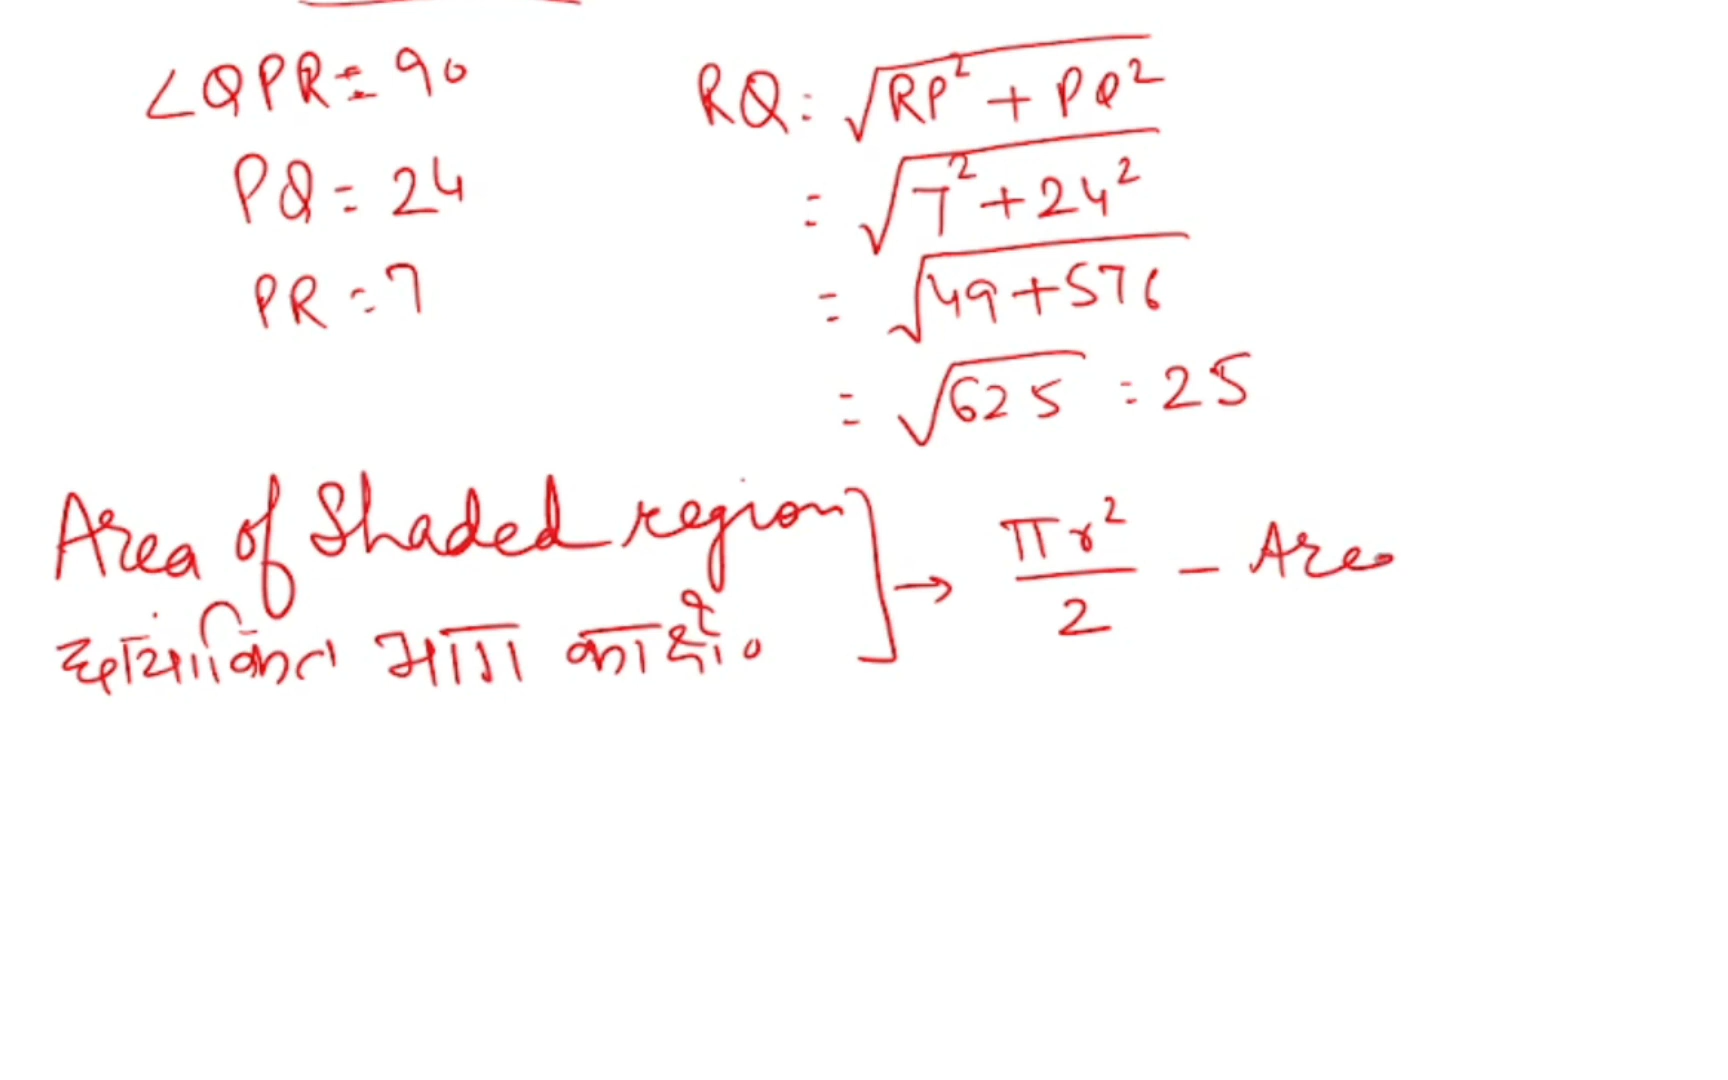 ∠QPR = 90
PQ = 24
PR = 7
RQ = √(RP² + PQ²)
= √(7² + 24²)
= √(49 + 576)
= √625 = 25
Area of Shaded region → πr²/2 - Area
छायांकित भाग का क्षे०